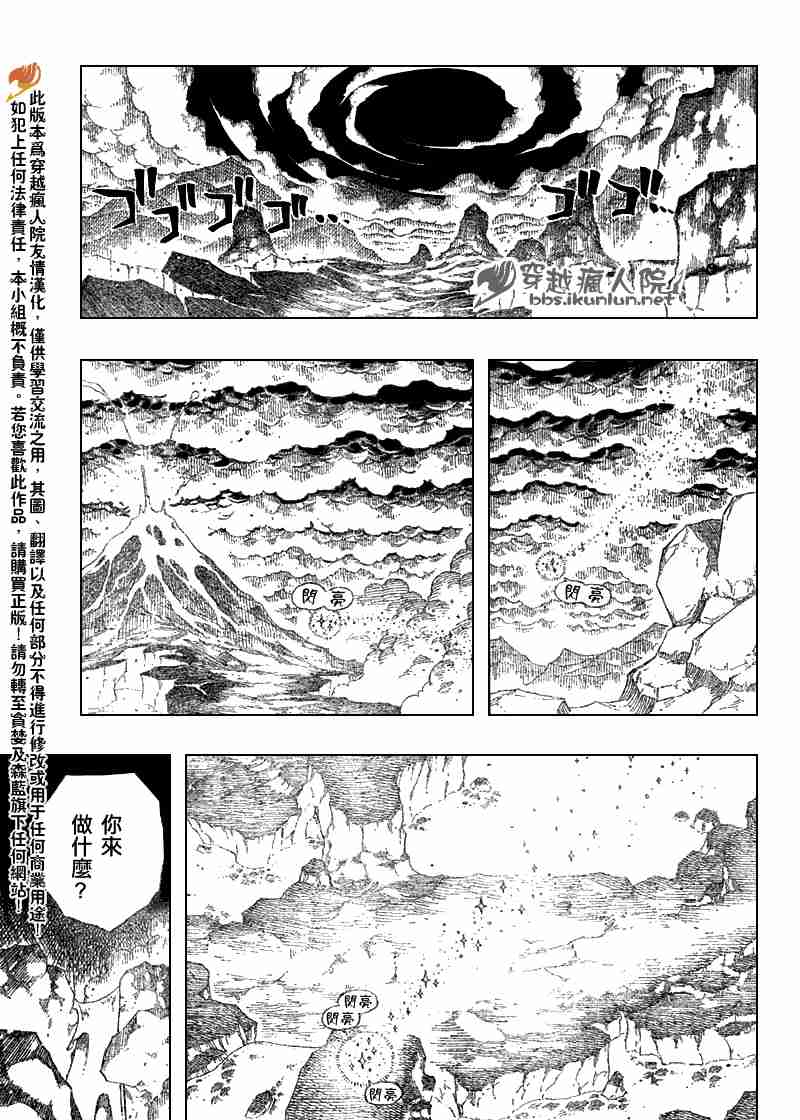 此版本爲穿越瘋人院友情漢化，僅供學習交流之用，其圖、翻譯以及任何部分不得進行修改或用于任何商業用途！
如犯上任何法律責任，本小組概不負責。若您喜歡此作品，請購買正版！請勿轉至貪婪及森藍旗下任何網站！
ゴゴゴゴ…
ゴゴ…
穿越瘋人院
bbs.ikunlun.net
閃亮
閃亮
閃亮
閃亮
閃亮
你來
做什麼？